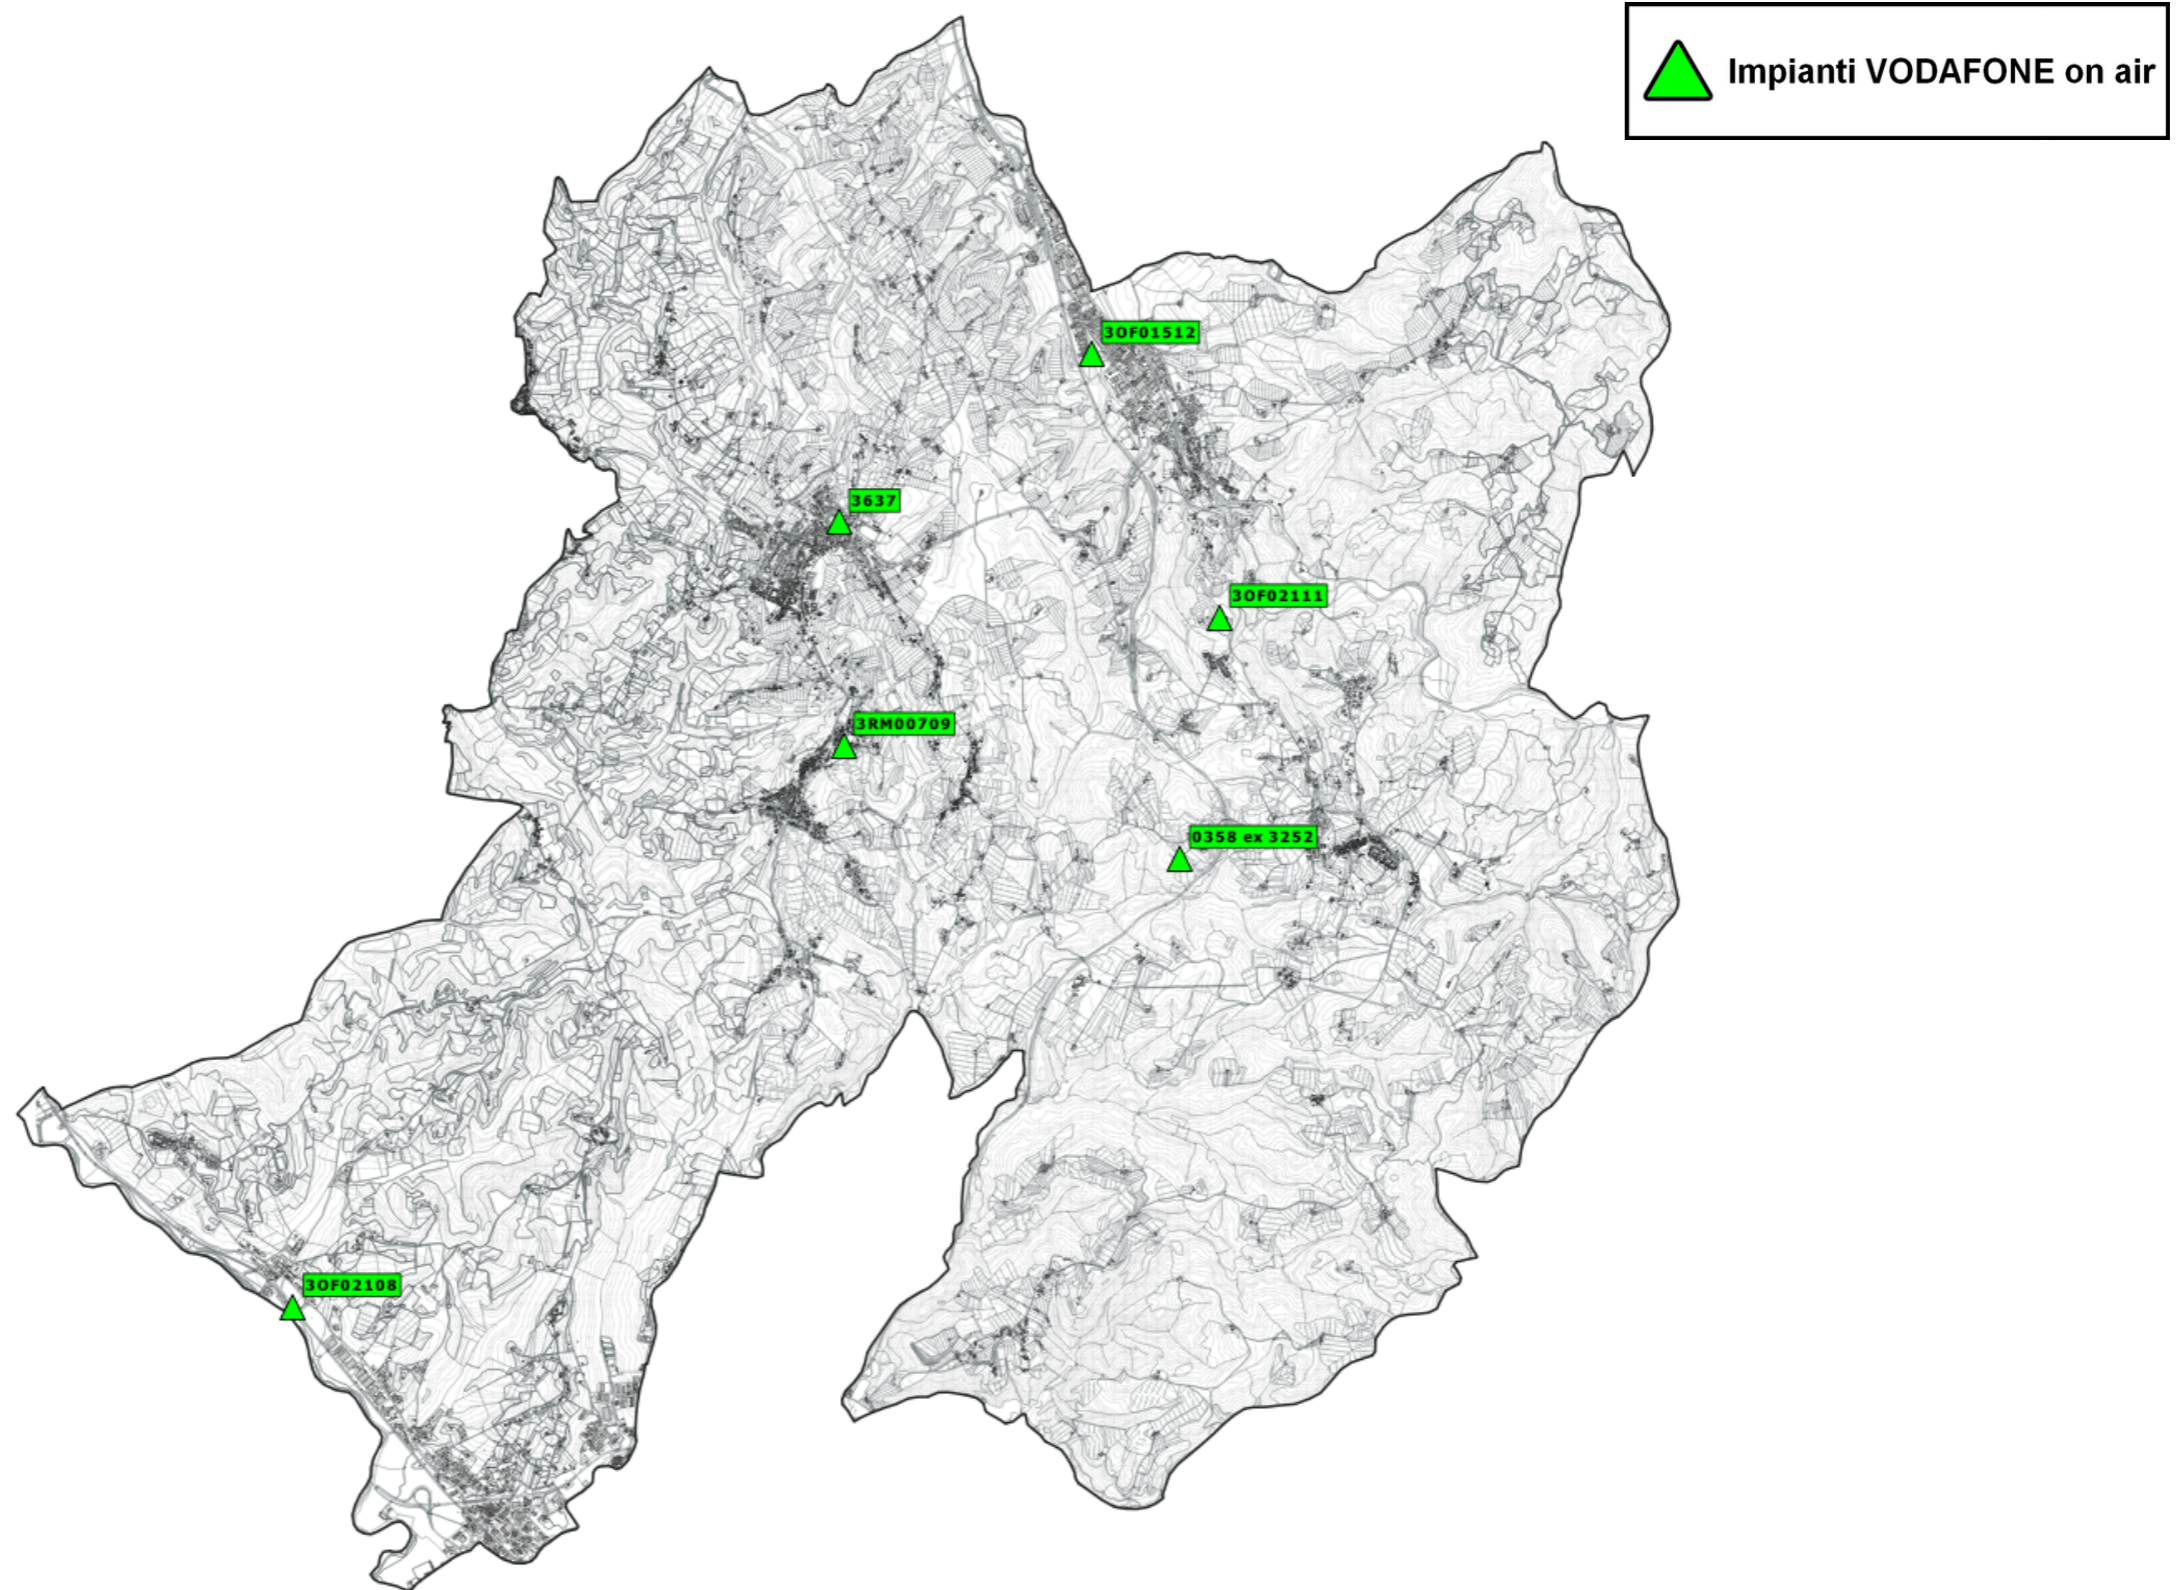 Impianti VODAFONE on air
3OF01512
3637
3OF02111
3RM00709
0358 ex 3252
3OF02108